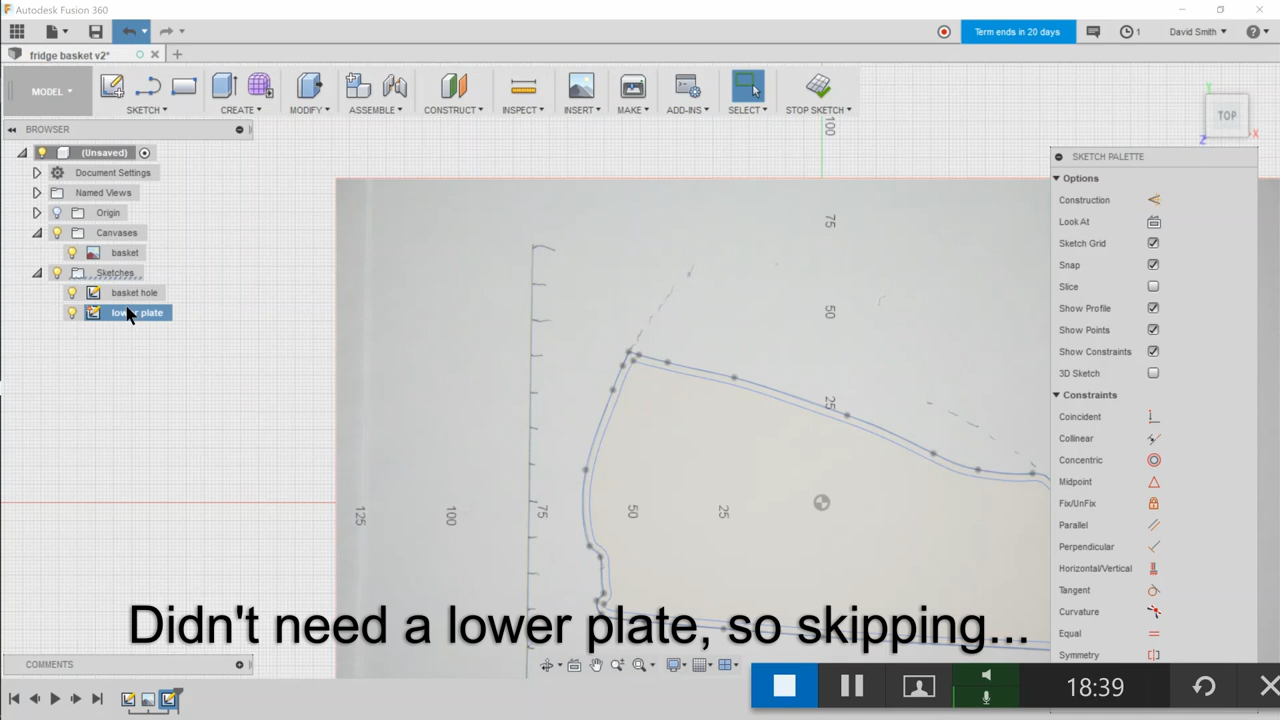 Autodesk Fusion 360
Term ends in 20 days
1
David Smith
fridge basket v2*
MODEL
SKETCH
CREATE
MODIFY
ASSEMBLE
CONSTRUCT
INSPECT
INSERT
MAKE
ADD-INS
SELECT
STOP SKETCH
BROWSER
(Unsaved)
Document Settings
Named Views
Origin
Canvases
basket
Sketches
basket hole
lower plate
TOP
Y
X
Z
100
75
50
25
125
100
75
50
25
SKETCH PALETTE
Options
Construction
Look At
Sketch Grid
Snap
Slice
Show Profile
Show Points
Show Constraints
3D Sketch
Constraints
Coincident
Collinear
Concentric
Midpoint
Fix/UnFix
Parallel
Perpendicular
Horizontal/Vertical
Tangent
Curvature
Equal
Symmetry
Didn't need a lower plate, so skipping...
COMMENTS
18:39